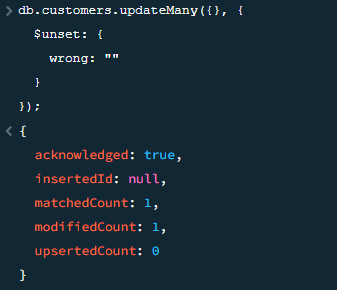 > db.customers.updateMany({}, {
$unset: {
wrong: ""
}
});
< {
acknowledged: true,
insertedId: null,
matchedCount: 1,
modifiedCount: 1,
upsertedCount: 0
}